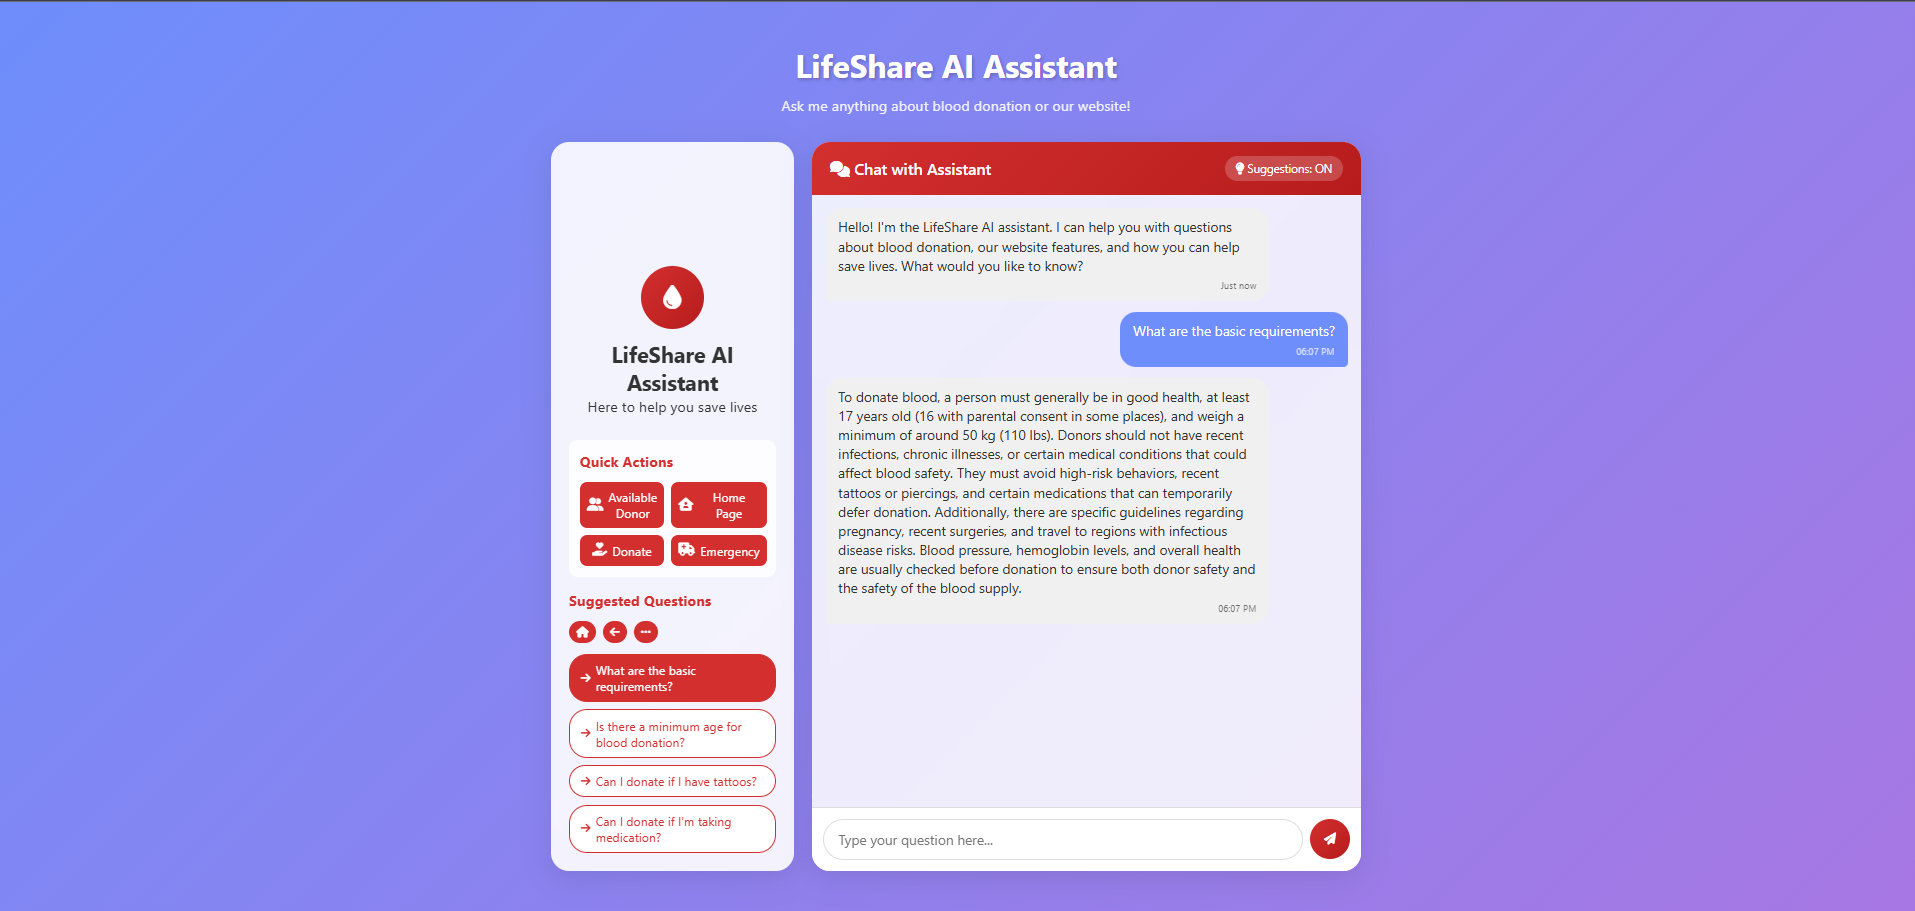 LifeShare AI Assistant
Ask me anything about blood donation or our website!
LifeShare AI
Assistant
Here to help you save lives
Quick Actions
Available
Donor
Home
Page
Donate
Emergency
Suggested Questions
What are the basic
requirements?
Is there a minimum age for
blood donation?
Can I donate if I have tattoos?
Can I donate if I'm taking
medication?
Chat with Assistant
Suggestions: ON
Hello! I'm the LifeShare AI assistant. I can help you with questions
about blood donation, our website features, and how you can help
save lives. What would you like to know?
Just now
What are the basic requirements?
06:07 PM
To donate blood, a person must generally be in good health, at least
17 years old (16 with parental consent in some places), and weigh a
minimum of around 50 kg (110 lbs). Donors should not have recent
infections, chronic illnesses, or certain medical conditions that could
affect blood safety. They must avoid high-risk behaviors, recent
tattoos or piercings, and certain medications that can temporarily
defer donation. Additionally, there are specific guidelines regarding
pregnancy, recent surgeries, and travel to regions with infectious
disease risks. Blood pressure, hemoglobin levels, and overall health
are usually checked before donation to ensure both donor safety and
the safety of the blood supply.
06:07 PM
Type your question here...